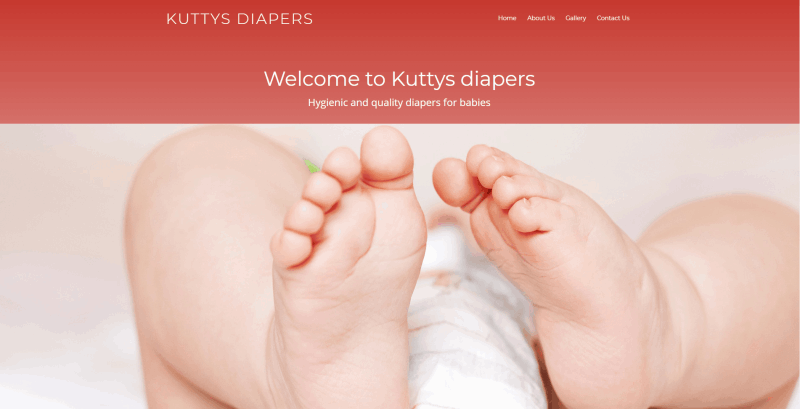 KUTTYS DIAPERS
Home About Us Gallery Contact Us
Welcome to Kuttys diapers
Hygienic and quality diapers for babies